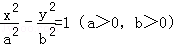 x²/a² - y²/b² =1（a＞0，b＞0）